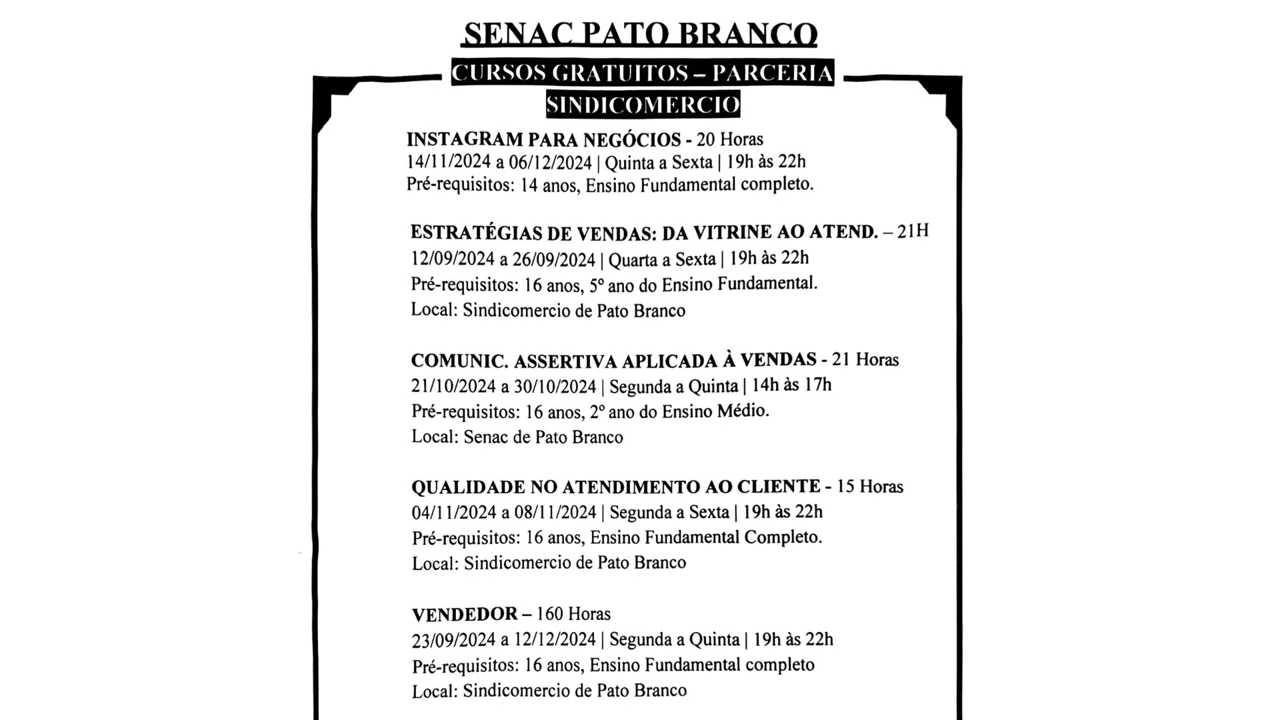 SENAC PATO BRANCO
CURSOS GRATUITOS – PARCERIA
SINDICOMERCIO
INSTAGRAM PARA NEGÓCIOS - 20 Horas
14/11/2024 a 06/12/2024 | Quinta a Sexta | 19h às 22h
Pré-requisitos: 14 anos, Ensino Fundamental completo.
ESTRATÉGIAS DE VENDAS: DA VITRINE AO ATEND. – 21H
12/09/2024 a 26/09/2024 | Quarta a Sexta | 19h às 22h
Pré-requisitos: 16 anos, 5º ano do Ensino Fundamental.
Local: Sindicomercio de Pato Branco
COMUNIC. ASSERTIVA APLICADA À VENDAS - 21 Horas
21/10/2024 a 30/10/2024 | Segunda a Quinta | 14h às 17h
Pré-requisitos: 16 anos, 2º ano do Ensino Médio.
Local: Senac de Pato Branco
QUALIDADE NO ATENDIMENTO AO CLIENTE - 15 Horas
04/11/2024 a 08/11/2024 | Segunda a Sexta | 19h às 22h
Pré-requisitos: 16 anos, Ensino Fundamental Completo.
Local: Sindicomercio de Pato Branco
VENDEDOR – 160 Horas
23/09/2024 a 12/12/2024 | Segunda a Quinta | 19h às 22h
Pré-requisitos: 16 anos, Ensino Fundamental completo
Local: Sindicomercio de Pato Branco